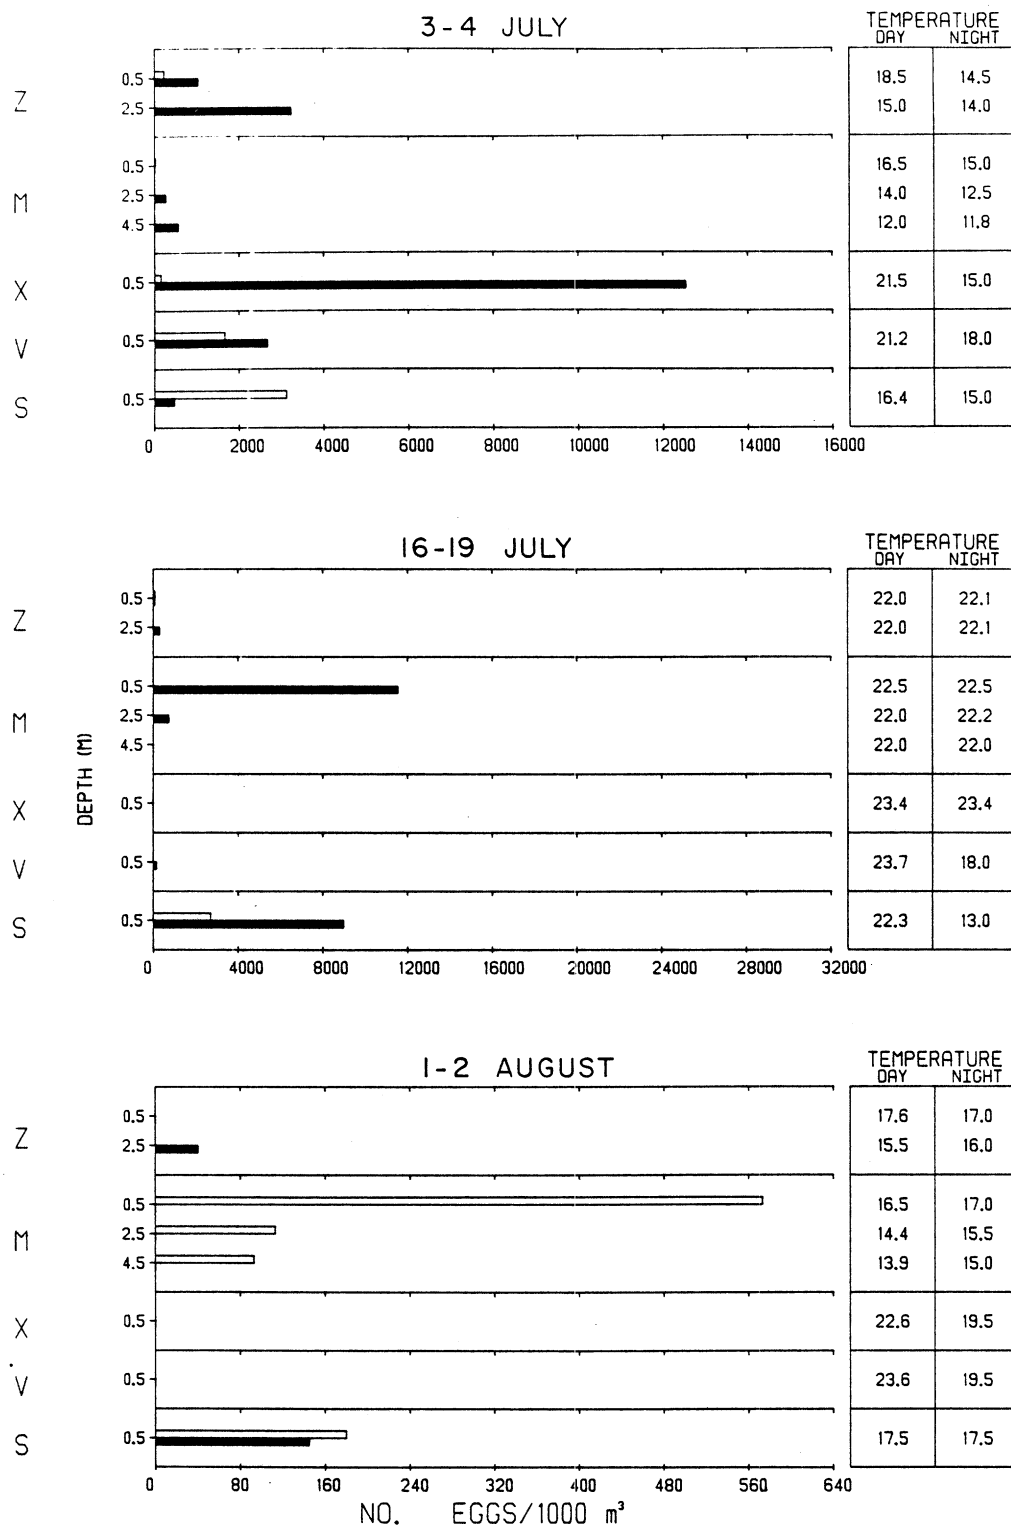 3-4 JULY
TEMPERATURE
DAY NIGHT
Z
0.5 18.5 14.5
2.5 15.0 14.0
M
0.5 16.5 15.0
2.5 14.0 12.5
4.5 12.0 11.8
X
0.5 21.5 15.0
V
0.5 21.2 18.0
S
0.5 16.4 15.0
0 2000 4000 6000 8000 10000 12000 14000 16000
16-19 JULY
TEMPERATURE
DAY NIGHT
DEPTH (M)
Z
0.5 22.0 22.1
2.5 22.0 22.1
M
0.5 22.5 22.5
2.5 22.0 22.2
4.5 22.0 22.0
X
0.5 23.4 23.4
V
0.5 23.7 18.0
S
0.5 22.3 13.0
0 4000 8000 12000 16000 20000 24000 28000 32000
1-2 AUGUST
TEMPERATURE
DAY NIGHT
Z
0.5 17.6 17.0
2.5 15.5 16.0
M
0.5 16.5 17.0
2.5 14.4 15.5
4.5 13.9 15.0
X
0.5 22.6 19.5
V
0.5 23.6 19.5
S
0.5 17.5 17.5
0 80 160 240 320 400 480 560 640
NO. EGGS/1000 m³